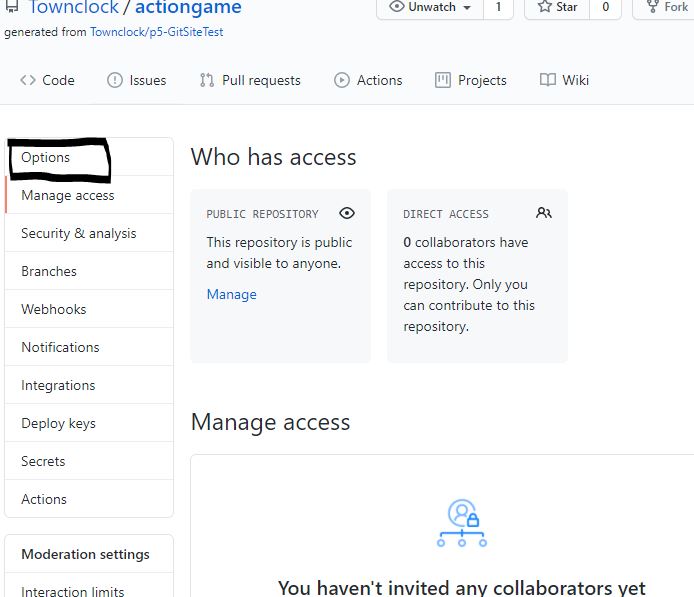 Townclock / actiongame
Unwatch 1 Star 0 Fork
generated from Townclock/p5-GitSiteTest
Code Issues Pull requests Actions Projects Wiki
Options
Manage access
Security & analysis
Branches
Webhooks
Notifications
Integrations
Deploy keys
Secrets
Actions
Moderation settings
Interaction limits
Who has access
PUBLIC REPOSITORY
This repository is public
and visible to anyone.
Manage
DIRECT ACCESS
0 collaborators have
access to this
repository. Only you
can contribute to this
repository.
Manage access
You haven't invited any collaborators yet